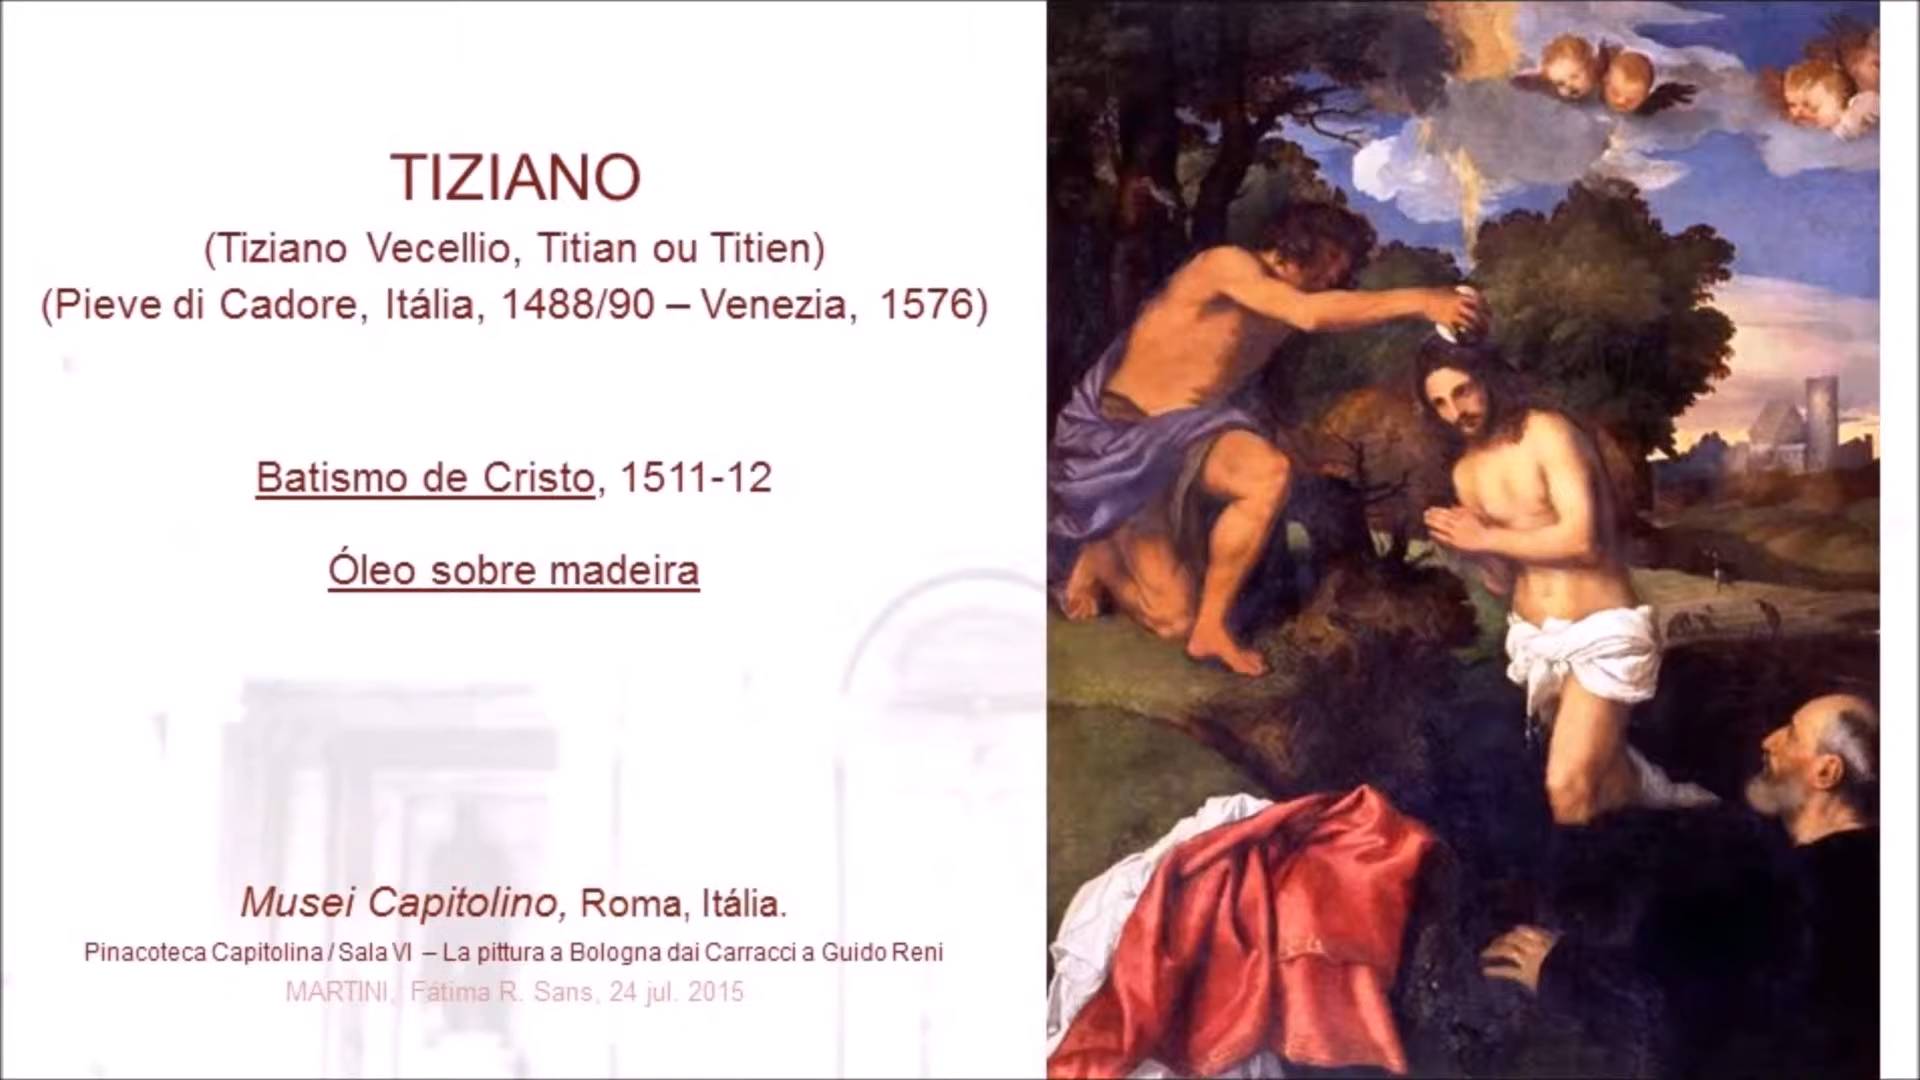 TIZIANO
(Tiziano Vecellio, Titian ou Titien)
(Pieve di Cadore, Itália, 1488/90 – Venezia, 1576)
Batismo de Cristo, 1511-12
Óleo sobre madeira
Musei Capitolino, Roma, Itália.
Pinacoteca Capitolina / Sala VI – La pittura a Bologna dai Carracci a Guido Reni
MARTINI, Fátima R. Sans, 24 jul. 2015